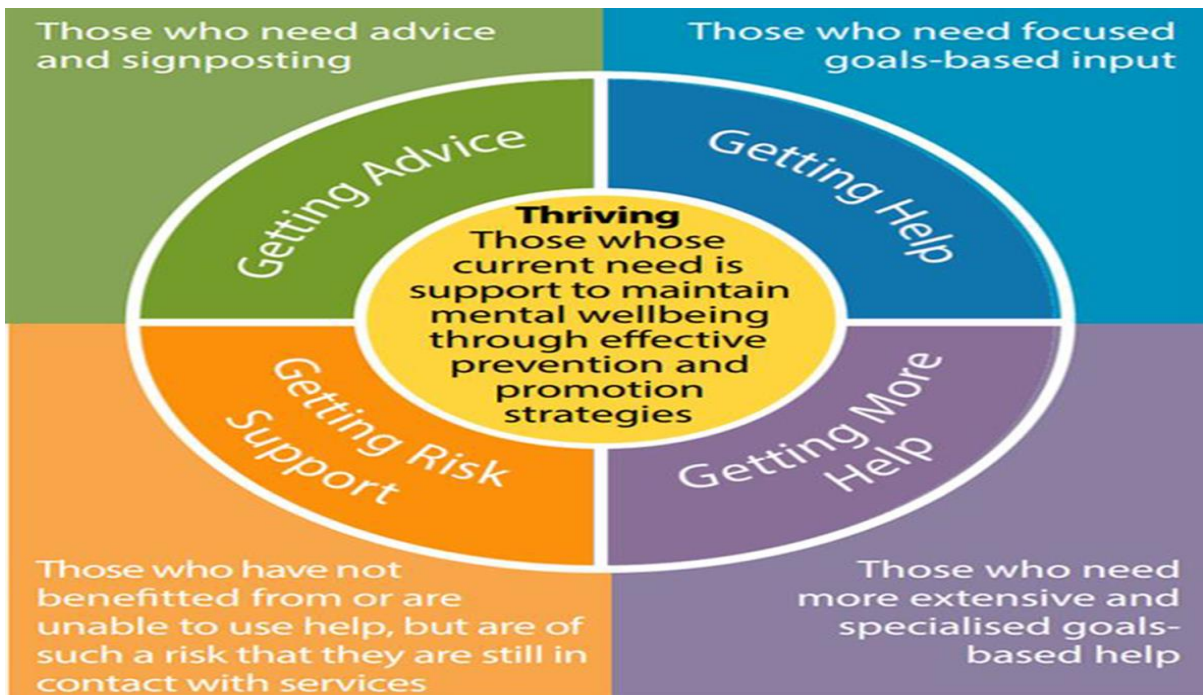 Those who need advice
and signposting
Those who need focused
goals-based input
Getting Advice
Getting Help
Thriving
Those whose
current need is
support to maintain
mental wellbeing
through effective
prevention and
promotion
strategies
Getting Risk
Support
Getting More
Help
Those who have not
benefitted from or are
unable to use help, but are of
such a risk that they are still in
contact with services
Those who need
more extensive and
specialised goals-
based help